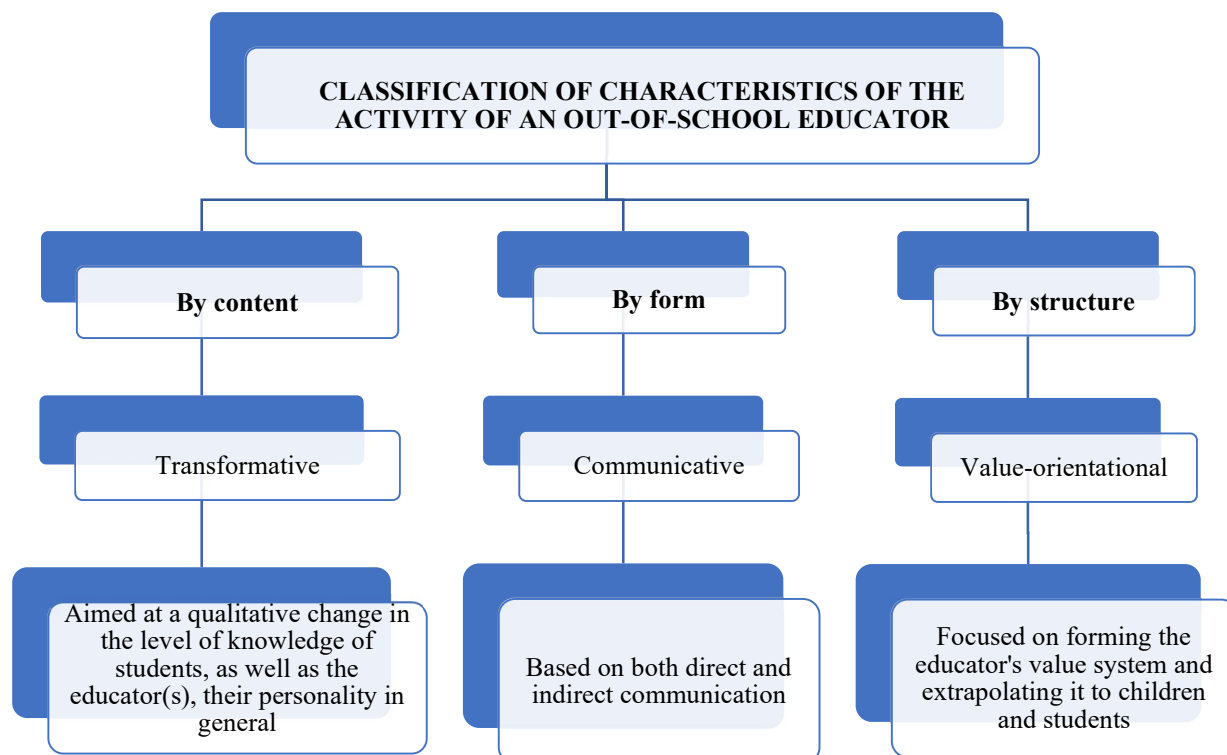 CLASSIFICATION OF CHARACTERISTICS OF THE
ACTIVITY OF AN OUT-OF-SCHOOL EDUCATOR
By content
By form
By structure
Transformative
Communicative
Value-orientational
Aimed at a qualitative change in
the level of knowledge of
students, as well as the
educator(s), their personality in
general
Based on both direct and
indirect communication
Focused on forming the
educator's value system and
extrapolating it to children
and students